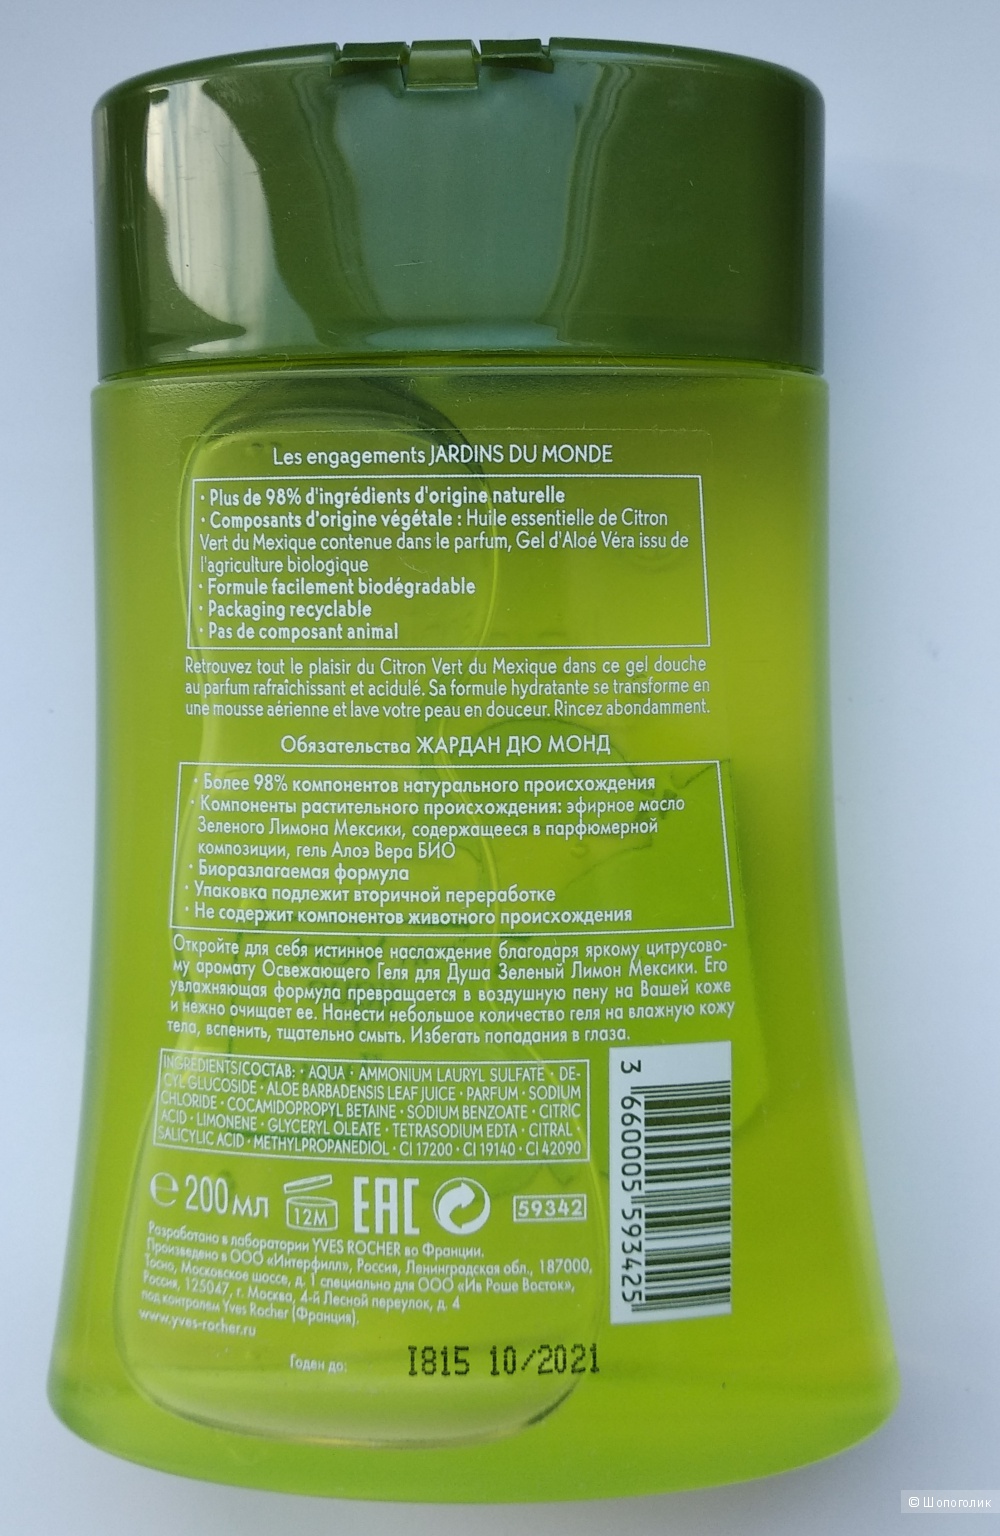 Les engagements JARDINS DU MONDE
• Plus de 98% d'ingrédients d'origine naturelle
• Composants d'origine végétale : Huile essentielle de Citron
Vert du Mexique contenue dans le parfum, Gel d'Aloé Véra issu de
l'agriculture biologique
• Formule facilement biodégradable
• Packaging recyclable
• Pas de composant animal
Retrouvez tout le plaisir du Citron Vert du Mexique dans ce gel douche
au parfum rafraîchissant et acidulé. Sa formule hydratante se transforme en
une mousse aérienne et lave votre peau en douceur. Rincez abondamment.
Обязательства ЖАРДАН ДЮ МОНД
• Более 98% компонентов натурального происхождения
• Компоненты растительного происхождения: эфирное масло
Зеленого Лимона Мексики, содержащееся в парфюмерной
композиции, гель Алоэ Вера БИО
• Биоразлагаемая формула
• Упаковка подлежит вторичной переработке
• Не содержит компонентов животного происхождения
Откройте для себя истинное наслаждение благодаря яркому цитрусово-
му аромату Освежающего Геля для Душа Зеленый Лимон Мексики. Его
увлажняющая формула превращается в воздушную пену на Вашей коже
и нежно очищает ее. Нанести небольшое количество геля на влажную кожу
тела, вспенить, тщательно смыть. Избегать попадания в глаза.
INGREDIENTS/СОСТАВ: • AQUA • AMMONIUM LAURYL SULFATE • DE-
CYL GLUCOSIDE • ALOE BARBADENSIS LEAF JUICE • PARFUM • SODIUM
CHLORIDE • COCAMIDOPROPYL BETAINE • SODIUM BENZOATE • CITRIC
ACID • LIMONENE • GLYCERYL OLEATE • TETRASODIUM EDTA • CITRAL
SALICYLIC ACID • METHYLPROPANEDIOL • CI 17200 • CI 19140 • CI 42090
3 660005 593425
℮ 200 мл 12M EAC 59342
Разработано в лаборатории YVES ROCHER во Франции.
Произведено в ООО «Интерфилл», Россия, Ленинградская обл., 187000,
Тосно, Московское шоссе, д. 1 специально для ООО «Ив Роше Восток»,
Россия, 125047, г. Москва, 4-й Лесной переулок, д. 4
под контролем Yves Rocher (Франция).
www.yves-rocher.ru
Годен до: I815 10/2021
© Шопоголик